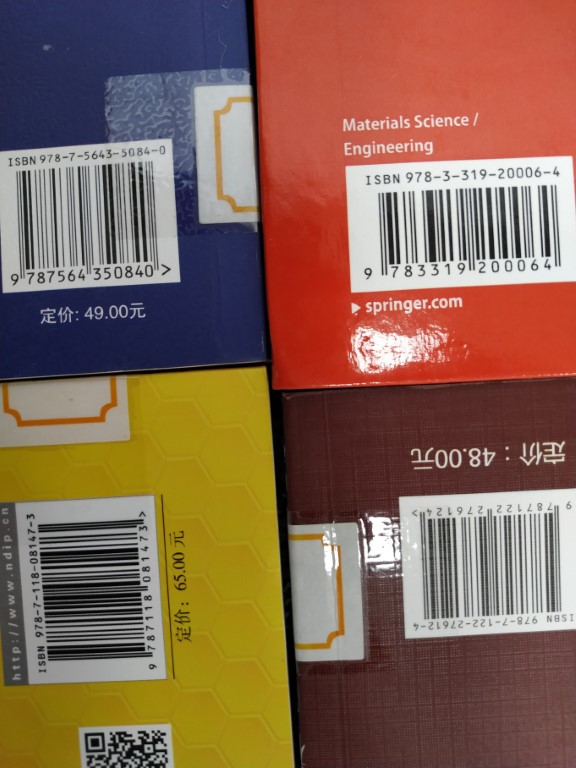 ISBN 978-7-5643-5084-0
9 787564 350840>
定价: 49.00元
Materials Science /
Engineering
ISBN 978-3-319-20006-4
9 783319 200064
springer.com
http://www.ndip.cn
ISBN 978-7-118-08147-3
9 787118 081473>
定价：65.00 元
定价：48.00元
ISBN 978-7-122-27612-4
9 787122 276124>